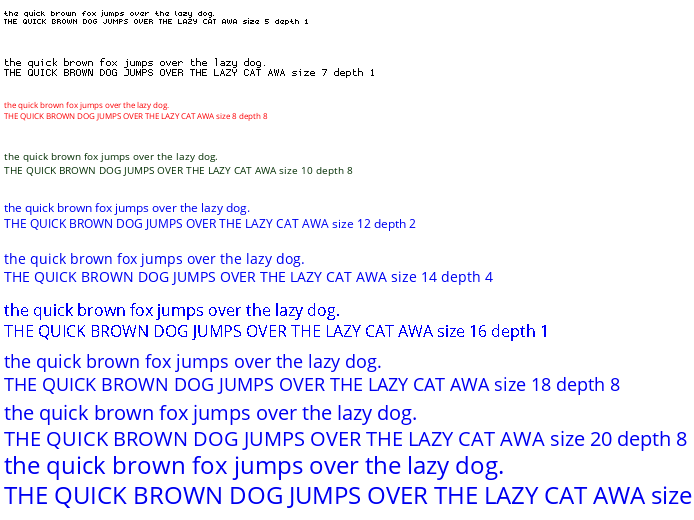 the quick brown fox jumps over the lazy dog.
THE QUICK BROWN DOG JUMPS OVER THE LAZY CAT AWA size 5 depth 1
the quick brown fox jumps over the lazy dog.
THE QUICK BROWN DOG JUMPS OVER THE LAZY CAT AWA size 7 depth 1
the quick brown fox jumps over the lazy dog.
THE QUICK BROWN DOG JUMPS OVER THE LAZY CAT AWA size 8 depth 8
the quick brown fox jumps over the lazy dog.
THE QUICK BROWN DOG JUMPS OVER THE LAZY CAT AWA size 10 depth 8
the quick brown fox jumps over the lazy dog.
THE QUICK BROWN DOG JUMPS OVER THE LAZY CAT AWA size 12 depth 2
the quick brown fox jumps over the lazy dog.
THE QUICK BROWN DOG JUMPS OVER THE LAZY CAT AWA size 14 depth 4
the quick brown fox jumps over the lazy dog.
THE QUICK BROWN DOG JUMPS OVER THE LAZY CAT AWA size 16 depth 1
the quick brown fox jumps over the lazy dog.
THE QUICK BROWN DOG JUMPS OVER THE LAZY CAT AWA size 18 depth 8
the quick brown fox jumps over the lazy dog.
THE QUICK BROWN DOG JUMPS OVER THE LAZY CAT AWA size 20 depth 8
the quick brown fox jumps over the lazy dog.
THE QUICK BROWN DOG JUMPS OVER THE LAZY CAT AWA size